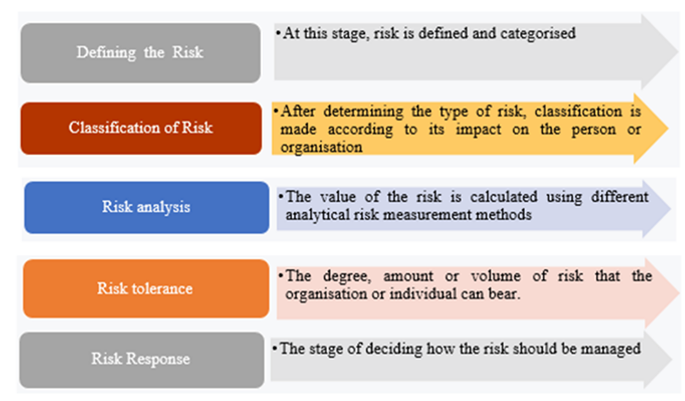 Defining the Risk
•At this stage, risk is defined and categorised
Classification of Risk
•After determining the type of risk, classification is
made according to its impact on the person or
organisation
Risk analysis
•The value of the risk is calculated using different
analytical risk measurement methods
Risk tolerance
•The degree, amount or volume of risk that the
organisation or individual can bear.
Risk Response
•The stage of deciding how the risk should be managed